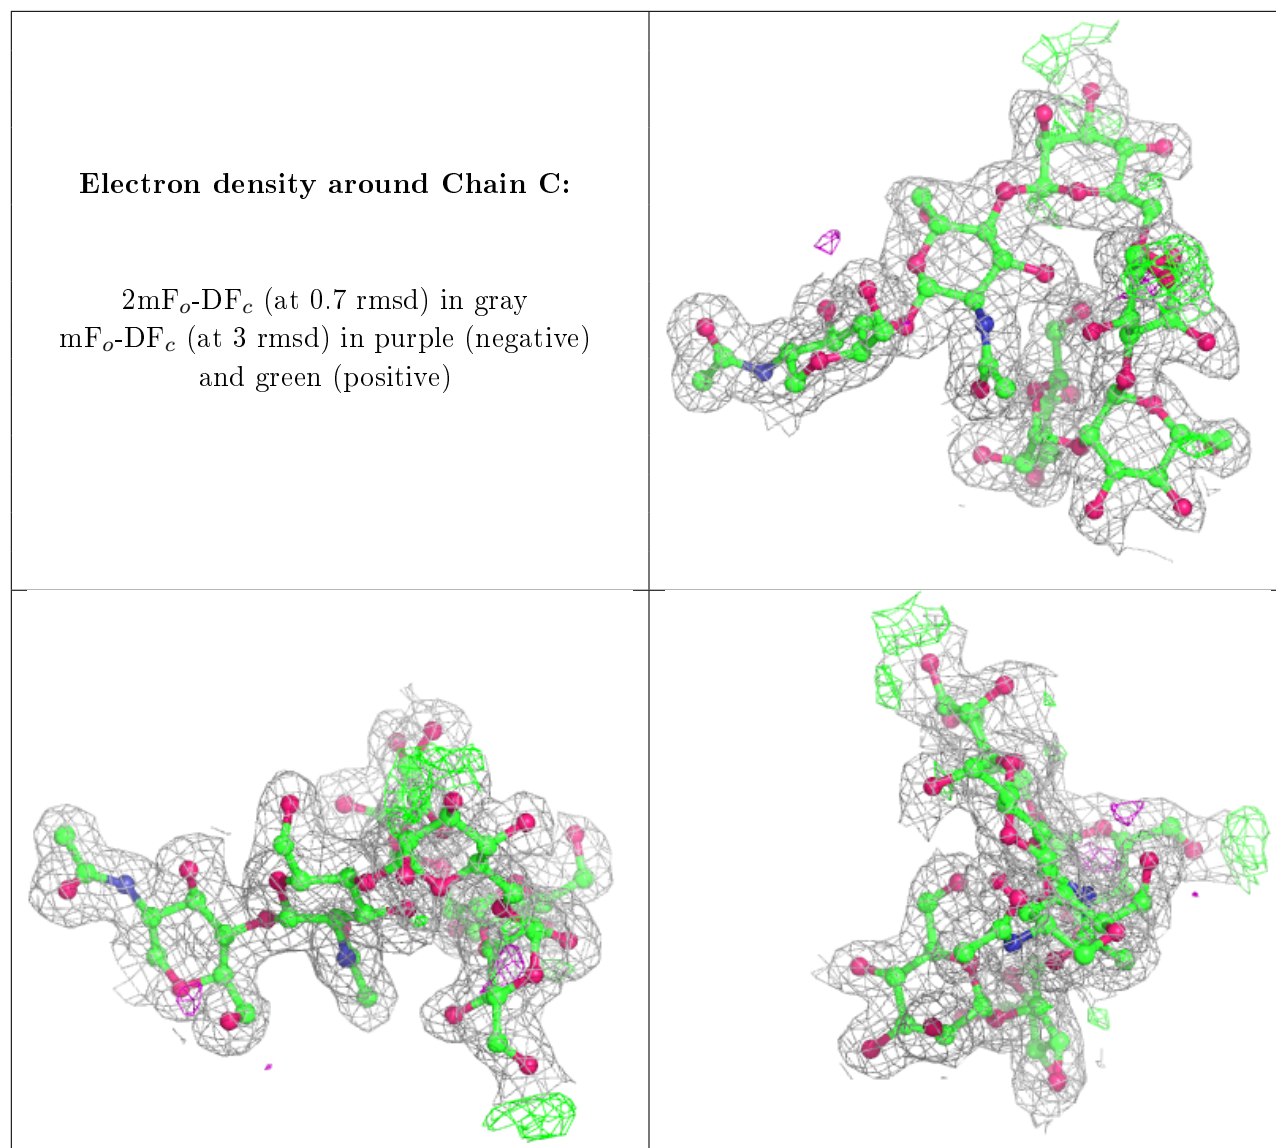 Electron density around Chain C:
2mFₒ-DF𝒸 (at 0.7 rmsd) in gray
mFₒ-DF𝒸 (at 3 rmsd) in purple (negative)
and green (positive)